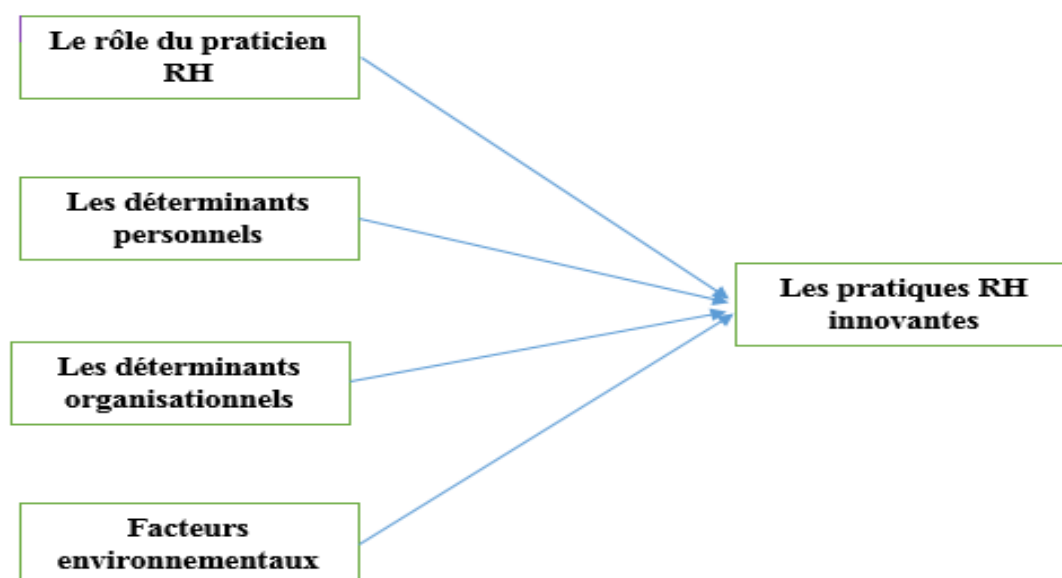 Le rôle du praticien
RH
Les déterminants
personnels
Les pratiques RH
innovantes
Les déterminants
organisationnels
Facteurs
environnementaux